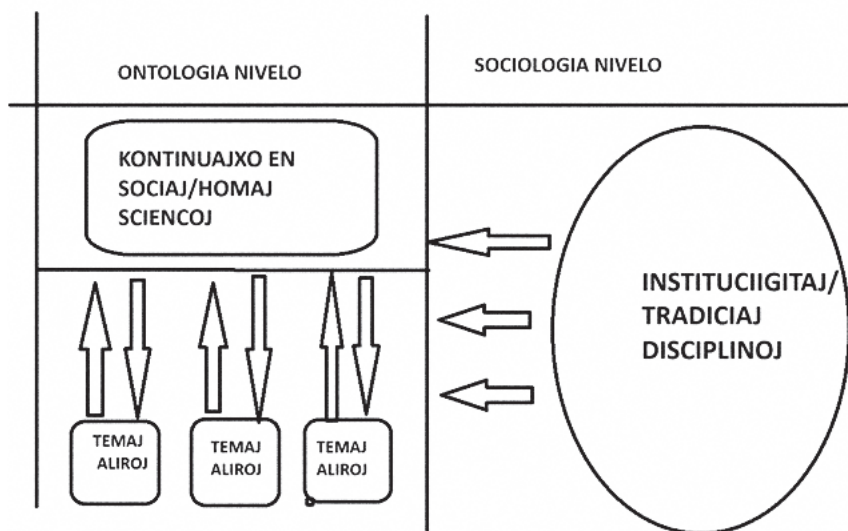 ONTOLOGIA NIVELO
SOCIOLOGIA NIVELO
KONTINUAJXO EN
SOCIAJ/HOMAJ
SCIENCOJ
INSTITUCIIGITAJ/
TRADICIAJ
DISCIPLINOJ
TEMAJ
ALIROJ
TEMAJ
ALIROJ
TEMAJ
ALIROJ